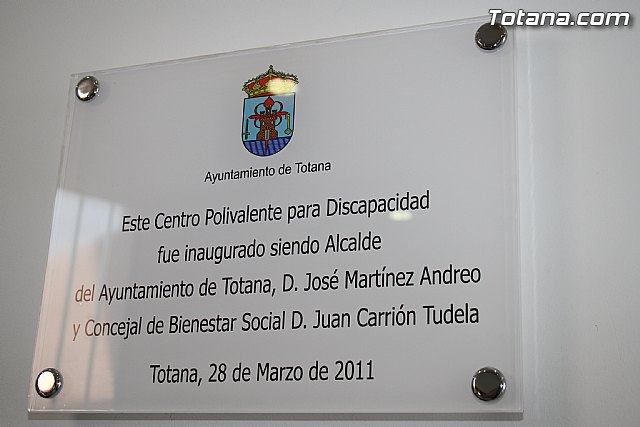 Totana.com
Ayuntamiento de Totana
Este Centro Polivalente para Discapacidad
fue inaugurado siendo Alcalde
del Ayuntamiento de Totana, D. José Martínez Andreo
y Concejal de Bienestar Social D. Juan Carrión Tudela
Totana, 28 de Marzo de 2011